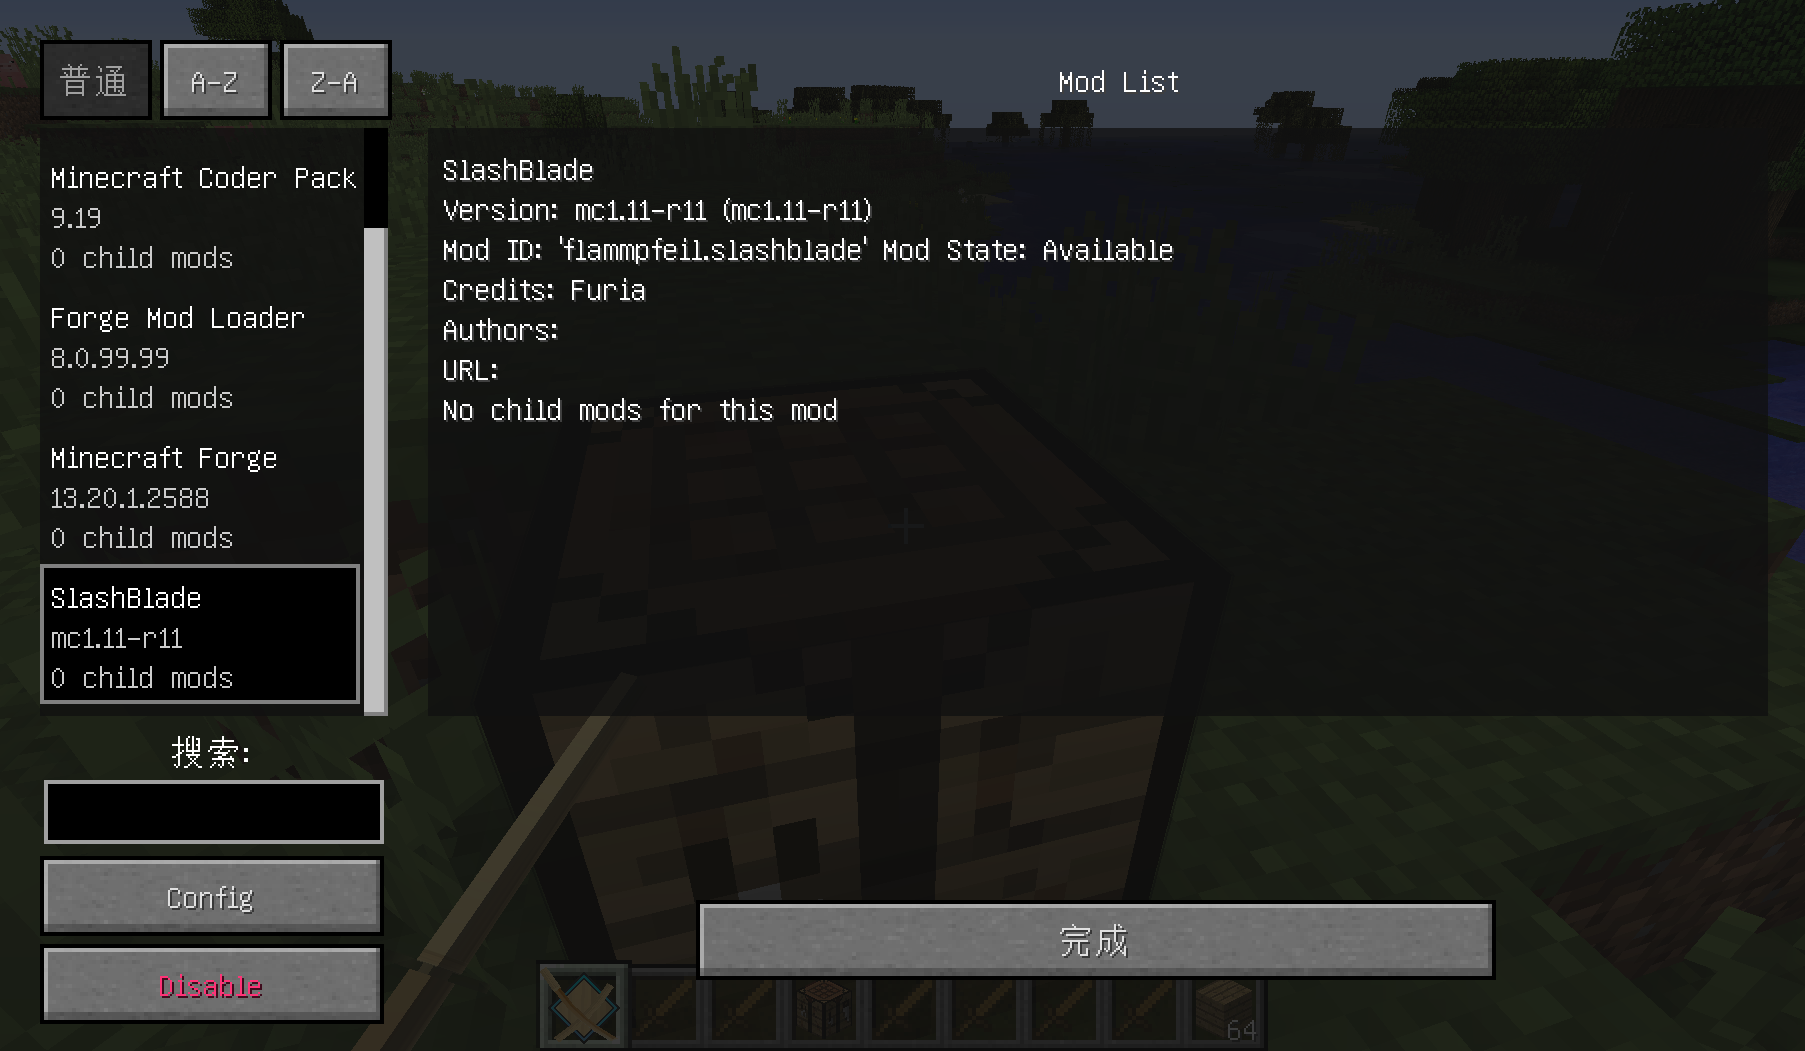 普通
A-Z
Z-A
Mod List
Minecraft Coder Pack
9.19
0 child mods
Forge Mod Loader
8.0.99.99
0 child mods
Minecraft Forge
13.20.1.2588
0 child mods
SlashBlade
mc1.11-r11
0 child mods
SlashBlade
Version: mc1.11-r11 (mc1.11-r11)
Mod ID: 'flammpfeil.slashblade' Mod State: Available
Credits: Furia
Authors:
URL:
No child mods for this mod
搜索:
Config
Disable
完成
64